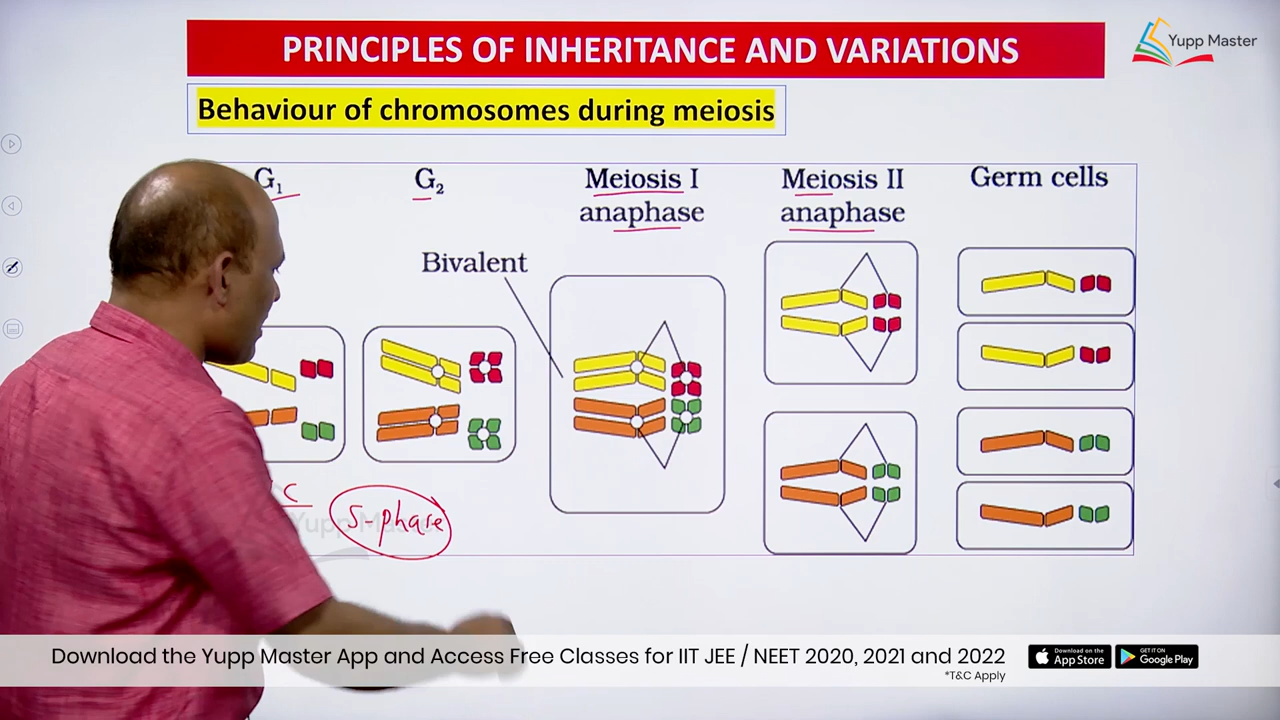 PRINCIPLES OF INHERITANCE AND VARIATIONS
Yupp Master
Behaviour of chromosomes during meiosis
G₁
G₂
Meiosis I
anaphase
Meiosis II
anaphase
Germ cells
Bivalent
C
S-phase
Download the Yupp Master App and Access Free Classes for IIT JEE / NEET 2020, 2021 and 2022
Download on the
App Store
GET IT ON
Google Play
*T&C Apply